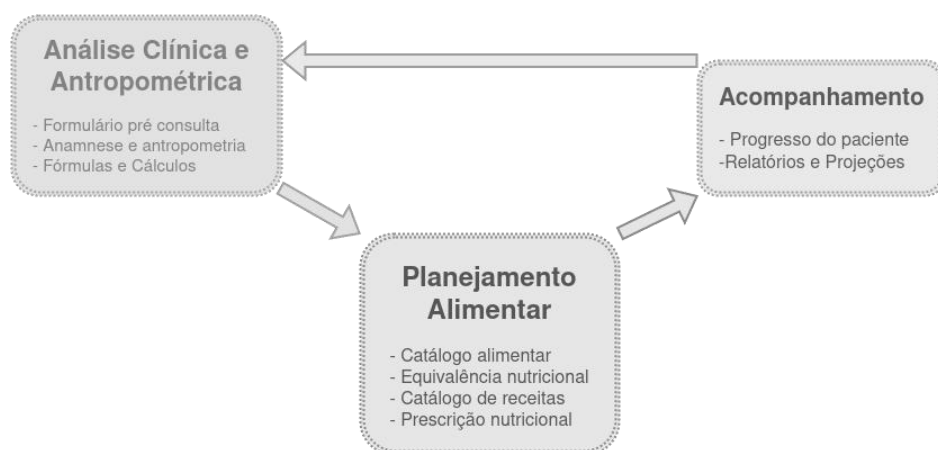 Análise Clínica e
Antropométrica
- Formulário pré consulta
- Anamnese e antropometria
- Fórmulas e Cálculos
Planejamento
Alimentar
- Catálogo alimentar
- Equivalência nutricional
- Catálogo de receitas
- Prescrição nutricional
Acompanhamento
- Progresso do paciente
-Relatórios e Projeções